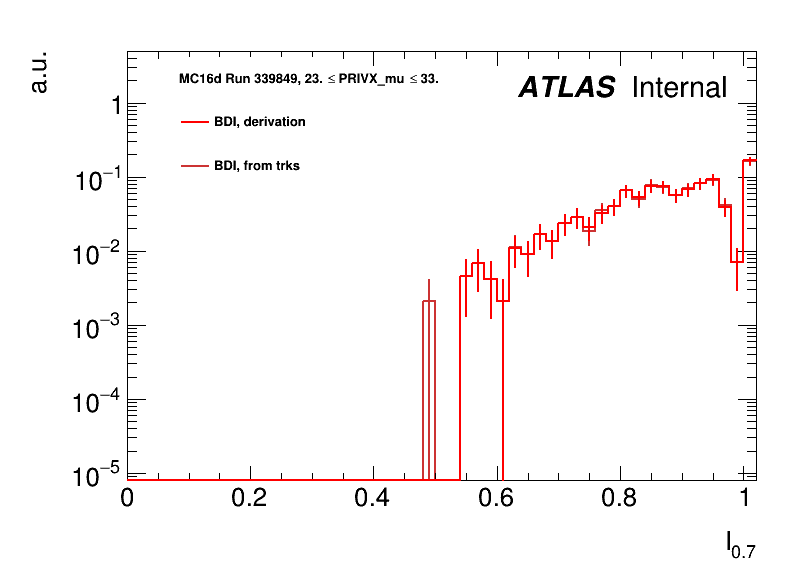 a.u.
MC16d Run 339849, 23. ≤ PRIVX_mu ≤ 33.
ATLAS Internal
BDI, derivation
BDI, from trks
1
10⁻¹
10⁻²
10⁻³
10⁻⁴
10⁻⁵
0 0.2 0.4 0.6 0.8 1
I₀.₇